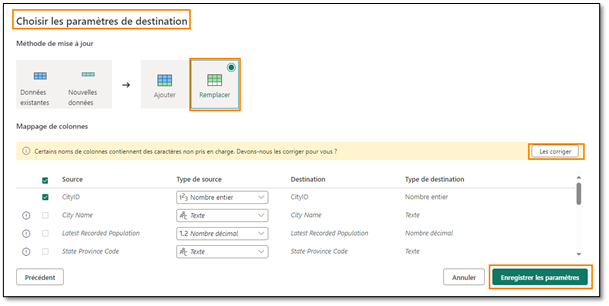 Choisir les paramètres de destination
Méthode de mise à jour
Données existantes
Nouvelles données
Ajouter
Remplacer
Mappage de colonnes
Certains noms de colonnes contiennent des caractères non pris en charge. Devons-nous les corriger pour vous ?
Les corriger
Source Type de source Destination Type de destination
CityID 1²3 Nombre entier CityID Nombre entier
City Name Texte City Name Texte
Latest Recorded Population 1.2 Nombre décimal Latest Recorded Population Nombre décimal
State Province Code Texte State Province Code Texte
Précédent Annuler Enregistrer les paramètres